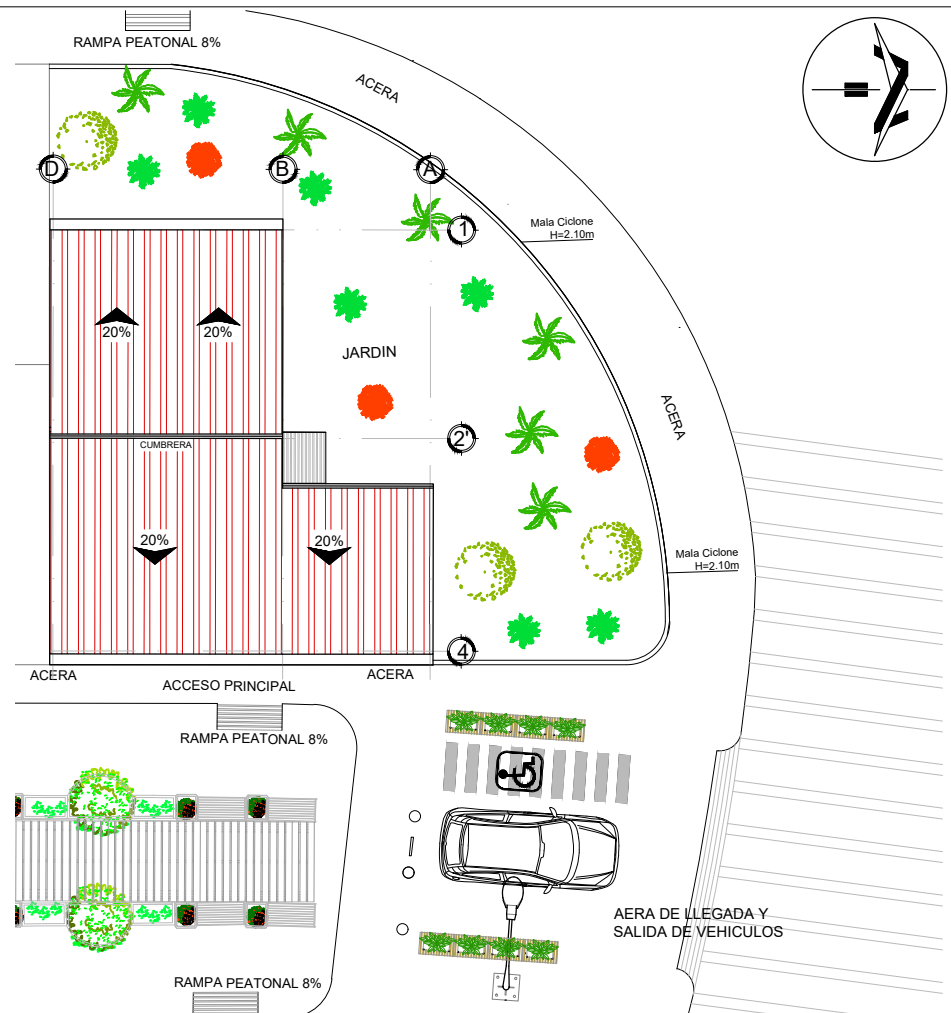 RAMPA PEATONAL 8%
ACERA
D
B
A
1
Mala Ciclone
H=2.10m
20%
20%
JARDIN
ACERA
2'
CUMBRERA
20%
20%
Mala Ciclone
H=2.10m
4
ACERA
ACERA
ACCESO PRINCIPAL
RAMPA PEATONAL 8%
AERA DE LLEGADA Y
SALIDA DE VEHICULOS
RAMPA PEATONAL 8%